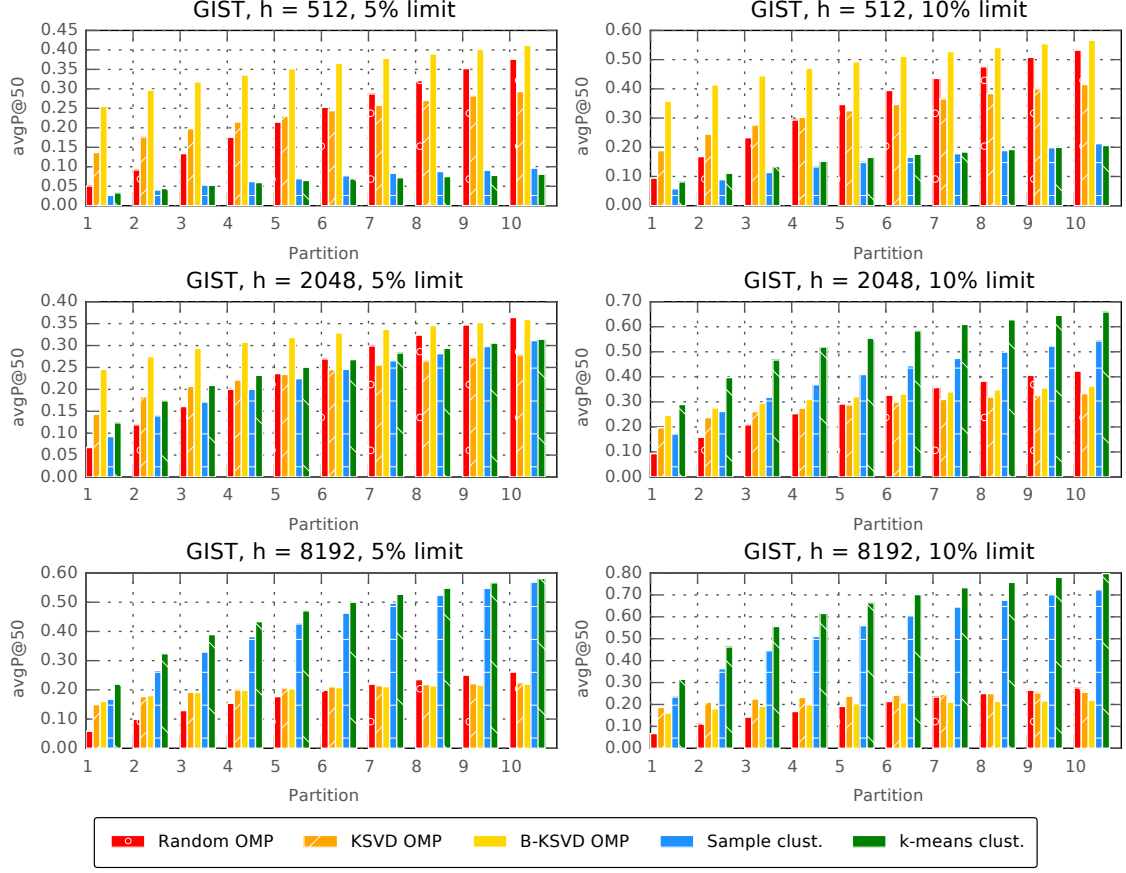 GIST, h = 512, 5% limit
0.45
0.40
0.35
0.30
0.25
0.20
0.15
0.10
0.05
0.00
avgP@50
1 2 3 4 5 6 7 8 9 10
Partition
GIST, h = 512, 10% limit
0.60
0.50
0.40
0.30
0.20
0.10
0.00
avgP@50
1 2 3 4 5 6 7 8 9 10
Partition
GIST, h = 2048, 5% limit
0.40
0.35
0.30
0.25
0.20
0.15
0.10
0.05
0.00
avgP@50
1 2 3 4 5 6 7 8 9 10
Partition
GIST, h = 2048, 10% limit
0.70
0.60
0.50
0.40
0.30
0.20
0.10
0.00
avgP@50
1 2 3 4 5 6 7 8 9 10
Partition
GIST, h = 8192, 5% limit
0.60
0.50
0.40
0.30
0.20
0.10
0.00
avgP@50
1 2 3 4 5 6 7 8 9 10
Partition
GIST, h = 8192, 10% limit
0.80
0.70
0.60
0.50
0.40
0.30
0.20
0.10
0.00
avgP@50
1 2 3 4 5 6 7 8 9 10
Partition
Random OMP KSVD OMP B-KSVD OMP Sample clust. k-means clust.